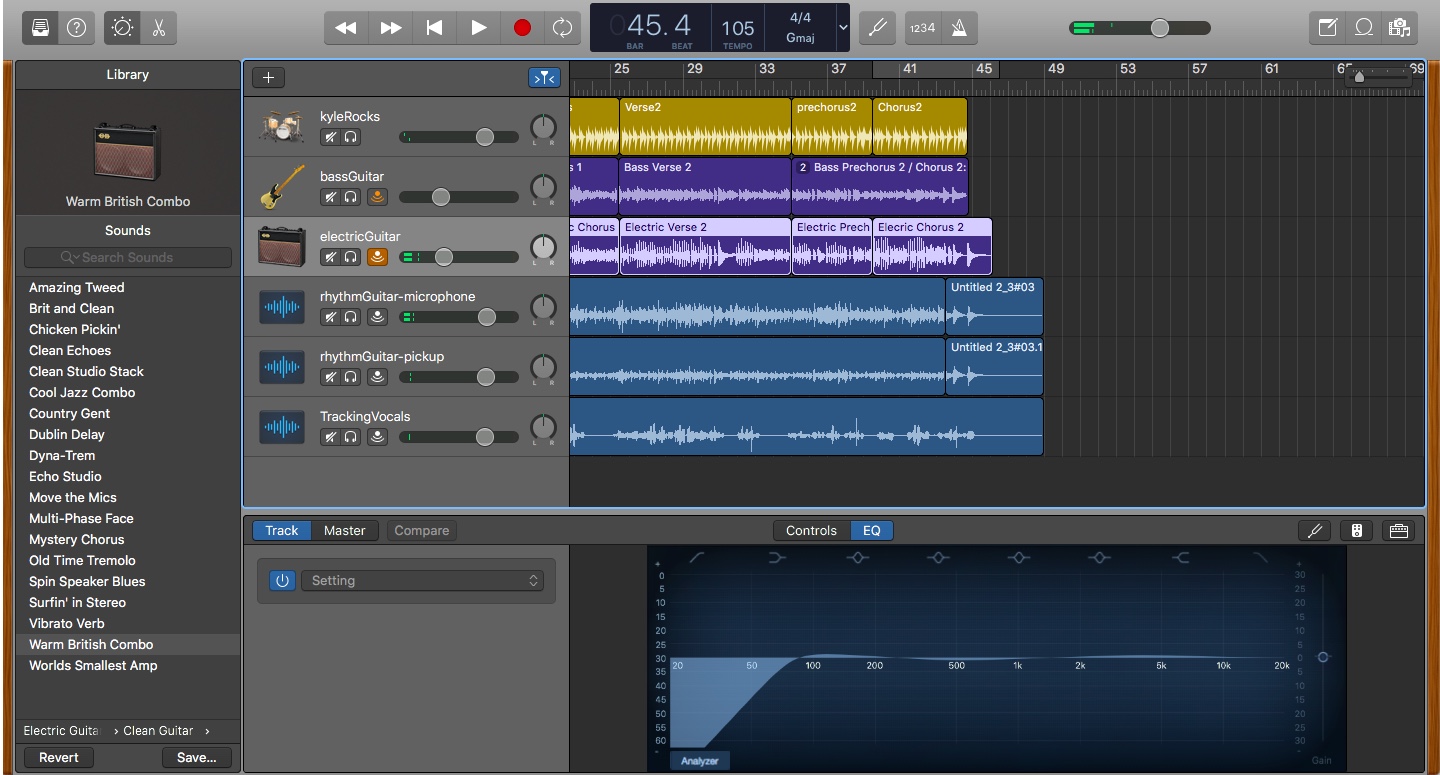 045.4
BAR BEAT
105
TEMPO
4/4
Gmaj
1234
Library
Warm British Combo
Sounds
Search Sounds
Amazing Tweed
Brit and Clean
Chicken Pickin'
Clean Echoes
Clean Studio Stack
Cool Jazz Combo
Country Gent
Dublin Delay
Dyna-Trem
Echo Studio
Move the Mics
Multi-Phase Face
Mystery Chorus
Old Time Tremolo
Spin Speaker Blues
Surfin' in Stereo
Vibrato Verb
Warm British Combo
Worlds Smallest Amp
Electric Guita › Clean Guitar ›
Revert Save...
25 29 33 37 41 45 49 53 57 61 65 69
kyleRocks
L R
s Verse2 prechorus2 Chorus2
bassGuitar
L R
s 1 Bass Verse 2 2 Bass Prechorus 2 / Chorus 2:
electricGuitar
L R
c Chorus Electric Verse 2 Electric Prech Elecric Chorus 2
rhythmGuitar-microphone
L R
Untitled 2_3#03
rhythmGuitar-pickup
L R
Untitled 2_3#03.1
TrackingVocals
L R
Track Master Compare Controls EQ
Setting
+ +
0 30
5 25
10 20
15 15
20 10
25 5
30 0
35 5
40 10
45 15
50 20
55 25
60 30
- -
20 50 100 200 500 1k 2k 5k 10k 20k
Analyzer Gain